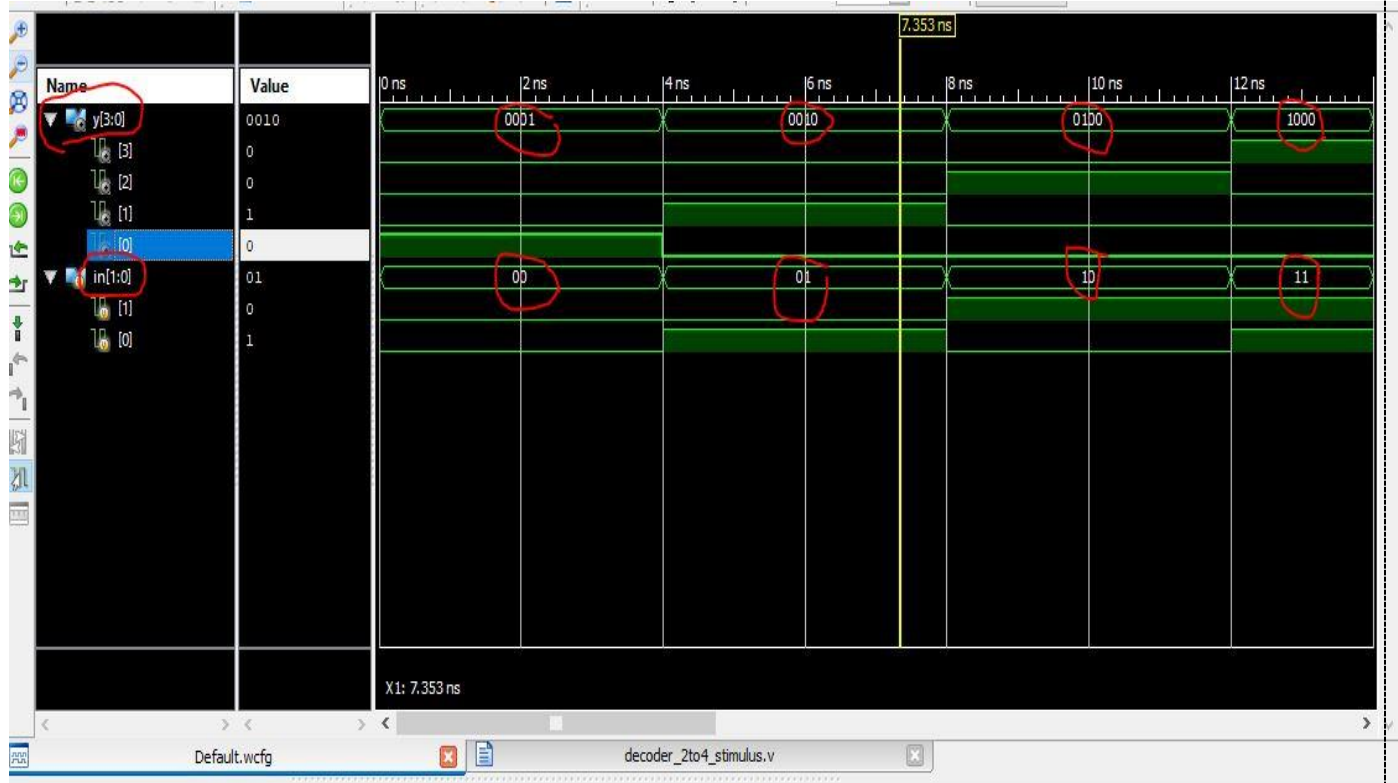 7.353 ns
Name Value 0 ns 2 ns 4 ns 6 ns 8 ns 10 ns 12 ns
y[3:0] 0010 0001 0010 0100 1000
[3] 0
[2] 0
[1] 1
[0] 0
in[1:0] 01 00 01 10 11
[1] 0
[0] 1
X1: 7.353 ns
Default.wcfg decoder_2to4_stimulus.v